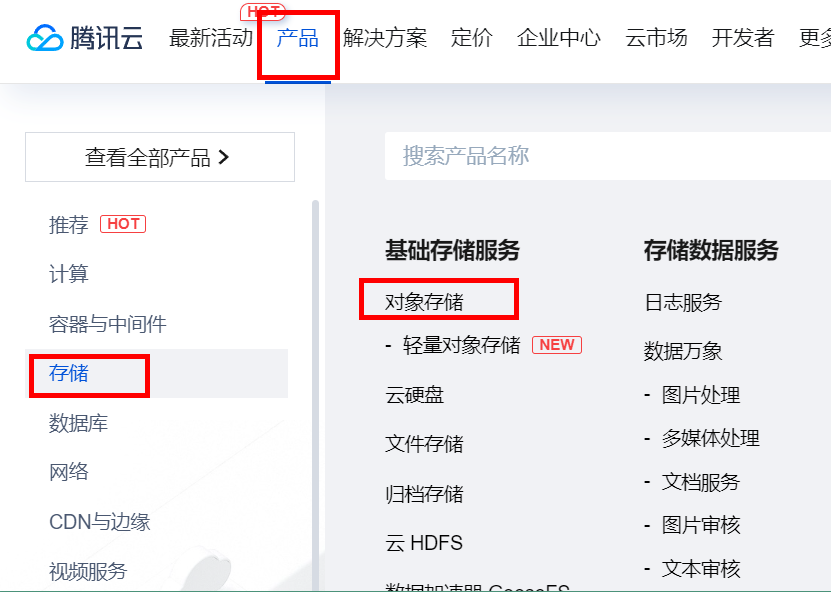 HOT
腾讯云 最新活动 产品 解决方案 定价 企业中心 云市场 开发者 更多
查看全部产品
搜索产品名称
推荐 HOT
计算
容器与中间件
存储
数据库
网络
CDN与边缘
视频服务
基础存储服务
对象存储
- 轻量对象存储 NEW
云硬盘
文件存储
归档存储
云 HDFS
数据加速器 GooseFS
存储数据服务
日志服务
数据万象
- 图片处理
- 多媒体处理
- 文档服务
- 图片审核
- 文本审核